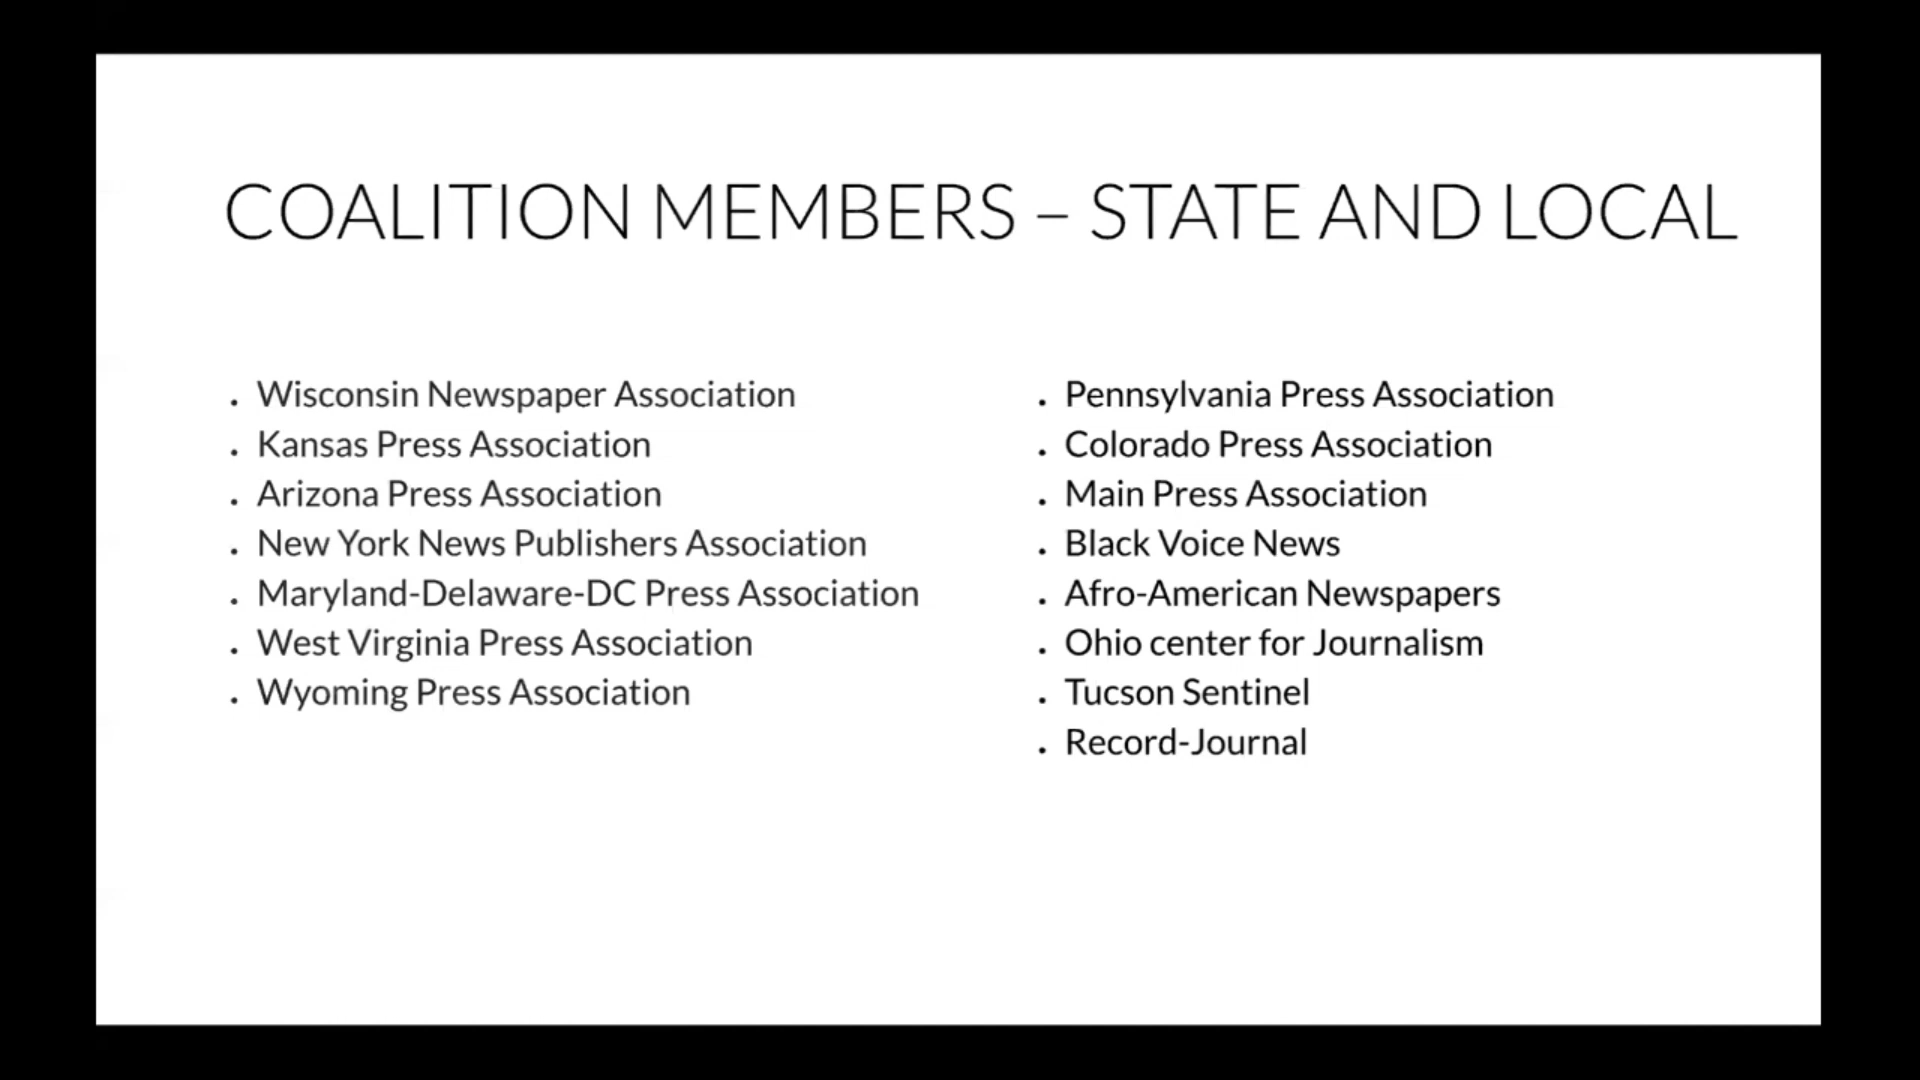 COALITION MEMBERS – STATE AND LOCAL
. Wisconsin Newspaper Association
. Kansas Press Association
. Arizona Press Association
. New York News Publishers Association
. Maryland-Delaware-DC Press Association
. West Virginia Press Association
. Wyoming Press Association
. Pennsylvania Press Association
. Colorado Press Association
. Main Press Association
. Black Voice News
. Afro-American Newspapers
. Ohio center for Journalism
. Tucson Sentinel
. Record-Journal